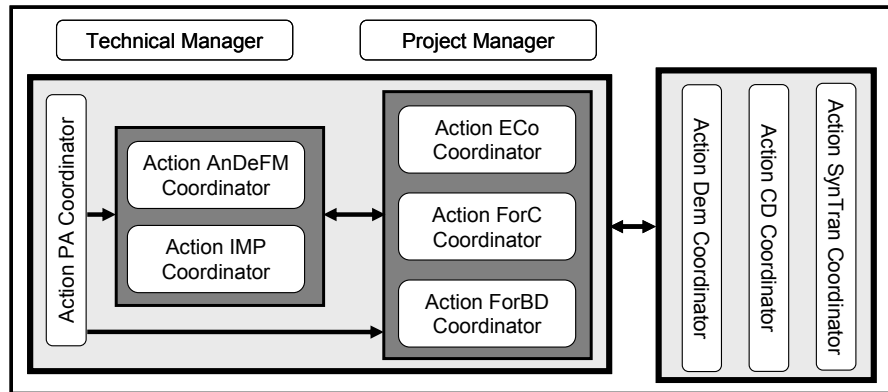 Technical Manager
Project Manager
Action PA Coordinator
Action AnDeFM
Coordinator
Action IMP
Coordinator
Action ECo
Coordinator
Action ForC
Coordinator
Action ForBD
Coordinator
Action Dem Coordinator
Action CD Coordinator
Action SynTran Coordinator